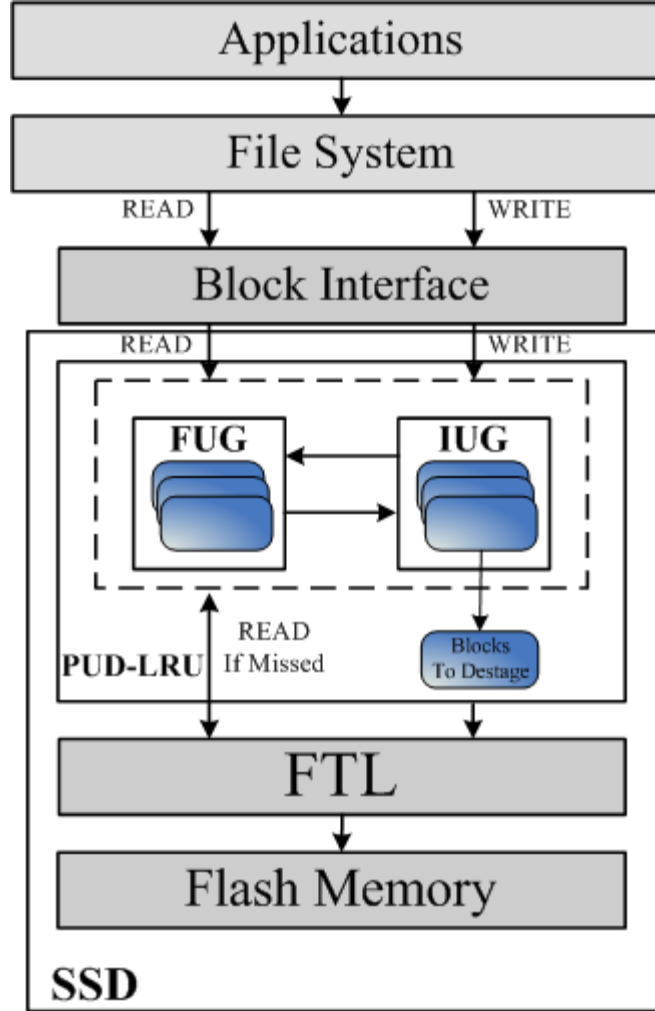 Applications
File System
READ
WRITE
Block Interface
READ
WRITE
FUG
IUG
READ
If Missed
PUD-LRU
Blocks
To Destage
FTL
Flash Memory
SSD